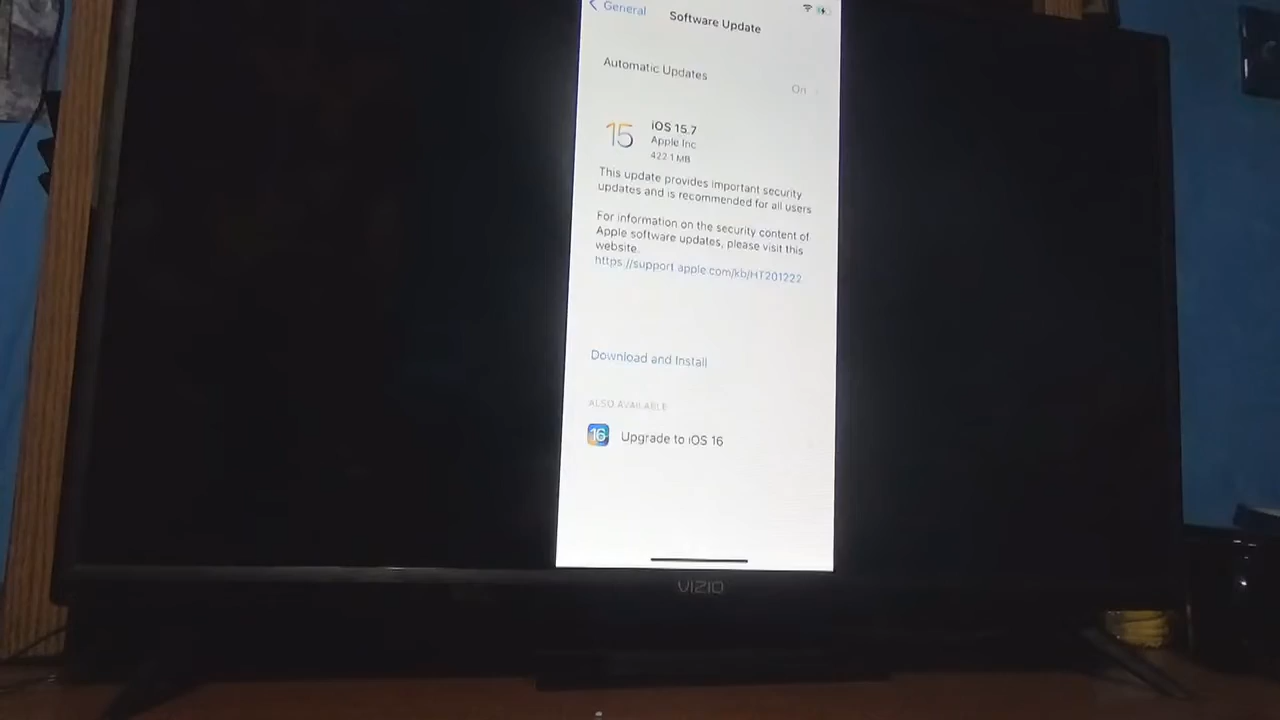 General
Software Update
Automatic Updates
On
15
iOS 15.7
Apple Inc
422.1 MB
This update provides important security
updates and is recommended for all users
For information on the security content of
Apple software updates, please visit this
website
https://support.apple.com/kb/HT201222
Download and Install
ALSO AVAILABLE
16
Upgrade to iOS 16
VIZIO